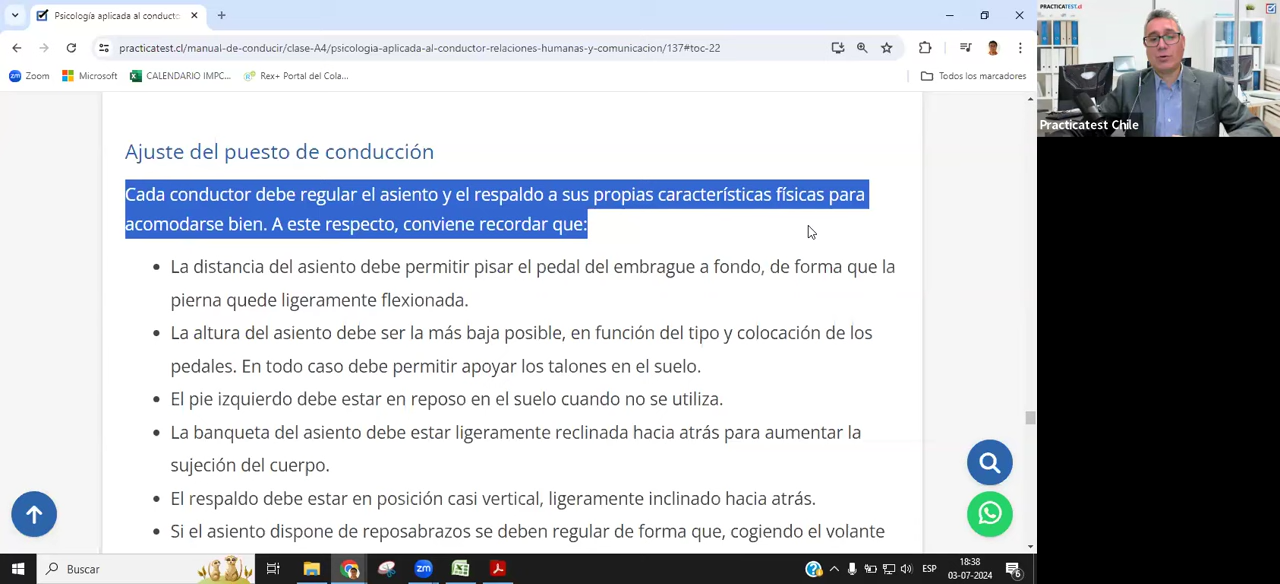 Psicología aplicada al conducto
practicatest.cl/manual-de-conducir/clase-A4/psicologia-aplicada-al-conductor-relaciones-humanas-y-comunicacion/137#toc-22
Zoom
Microsoft
CALENDARIO IMPC...
Rex+ Portal del Cola...
Todos los marcadores
PRACTICATEST.cl
Practicatest Chile
Ajuste del puesto de conducción
Cada conductor debe regular el asiento y el respaldo a sus propias características físicas para
acomodarse bien. A este respecto, conviene recordar que:
• La distancia del asiento debe permitir pisar el pedal del embrague a fondo, de forma que la
pierna quede ligeramente flexionada.
• La altura del asiento debe ser la más baja posible, en función del tipo y colocación de los
pedales. En todo caso debe permitir apoyar los talones en el suelo.
• El pie izquierdo debe estar en reposo en el suelo cuando no se utiliza.
• La banqueta del asiento debe estar ligeramente reclinada hacia atrás para aumentar la
sujeción del cuerpo.
• El respaldo debe estar en posición casi vertical, ligeramente inclinado hacia atrás.
• Si el asiento dispone de reposabrazos se deben regular de forma que, cogiendo el volante
Buscar
zm
ESP
18:38
03-07-2024
6